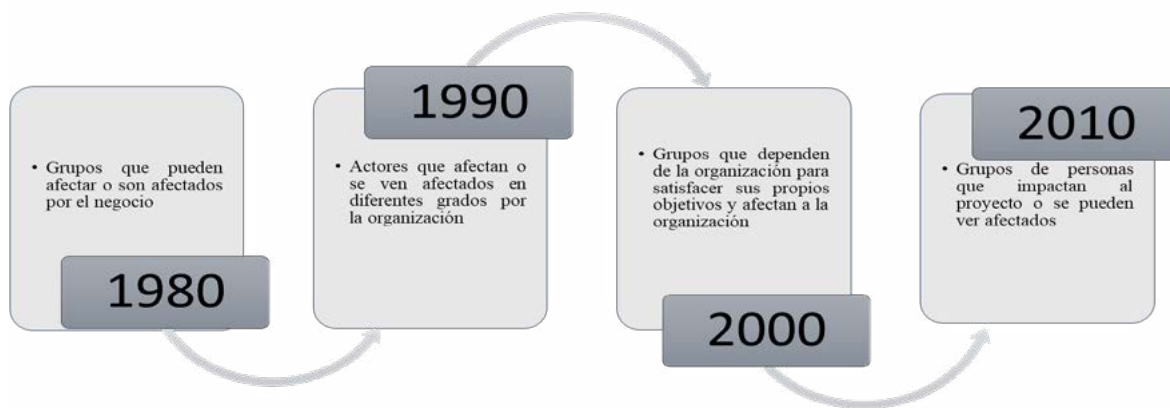 • Grupos que pueden
afectar o son afectados
por el negocio
1980
1990
• Actores que afectan o
se ven afectados en
diferentes grados por
la organización
• Grupos que dependen
de la organización para
satisfacer sus propios
objetivos y afectan a la
organización
2000
2010
• Grupos de personas
que impactan al
proyecto o se pueden
ver afectados